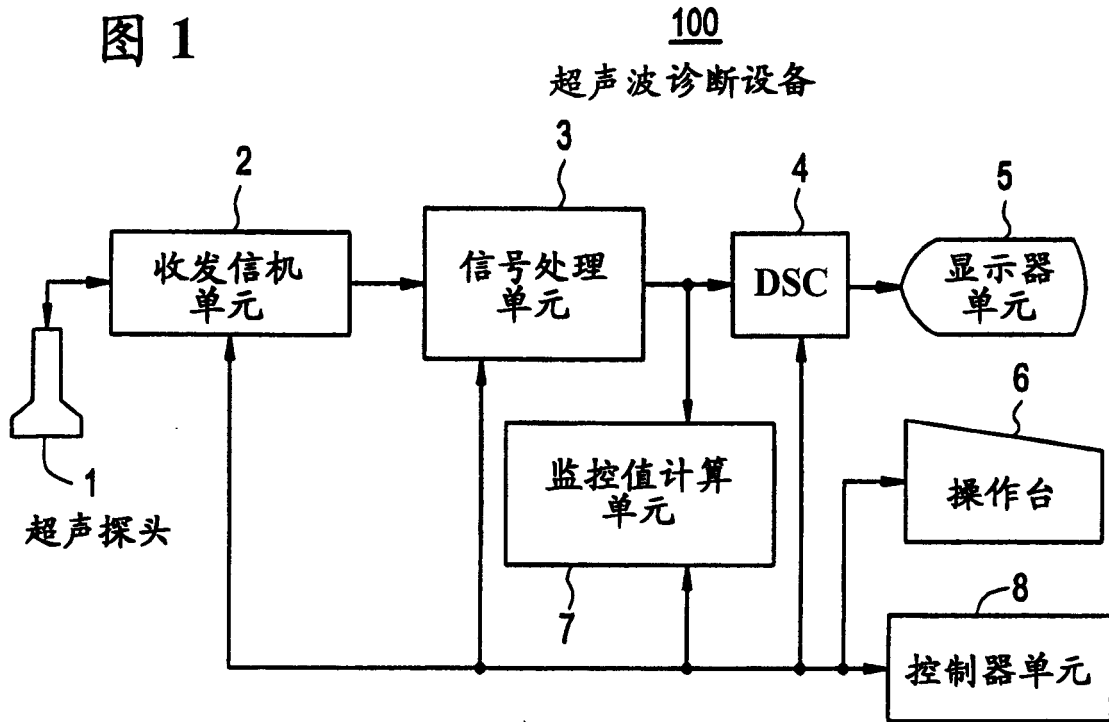 图 1
100
超声波诊断设备
2
3
4
5
收发信机
单元
信号处理
单元
DSC
显示器
单元
1
超声探头
监控值计算
单元
7
6
操作台
8
控制器单元